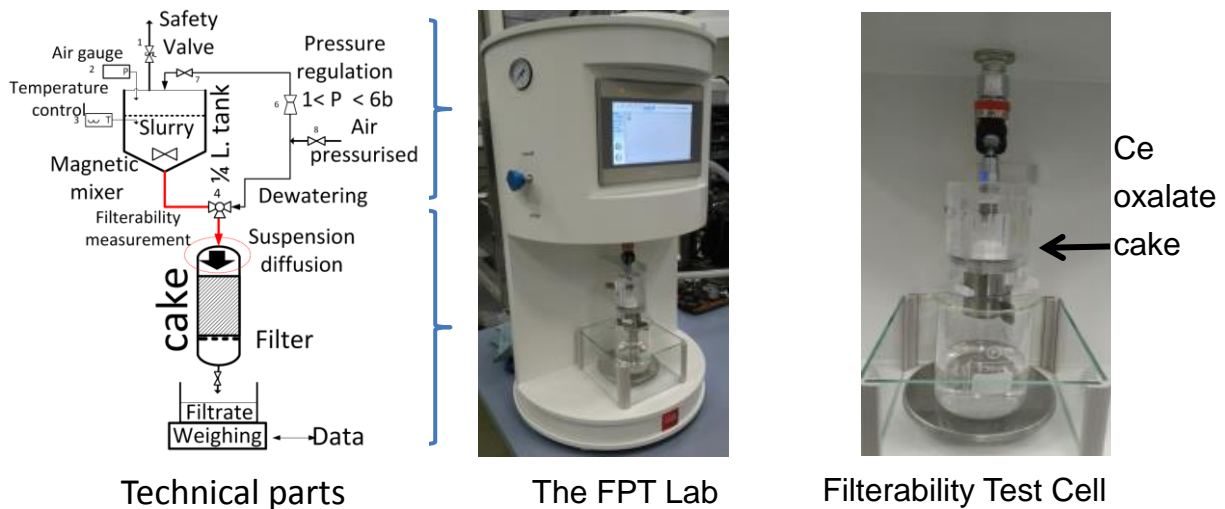 Safety
Valve
1
Air gauge
2
P
Temperature
control
3
T
Slurry
Magnetic
mixer
¼ L. tank
7
Pressure
regulation
1< P < 6b
6
8
Air
pressurised
4
Dewatering
Filterability
measurement
Suspension
diffusion
cake
Filter
Filtrate
Weighing
Data
Ce
oxalate
cake
Technical parts
The FPT Lab
Filterability Test Cell